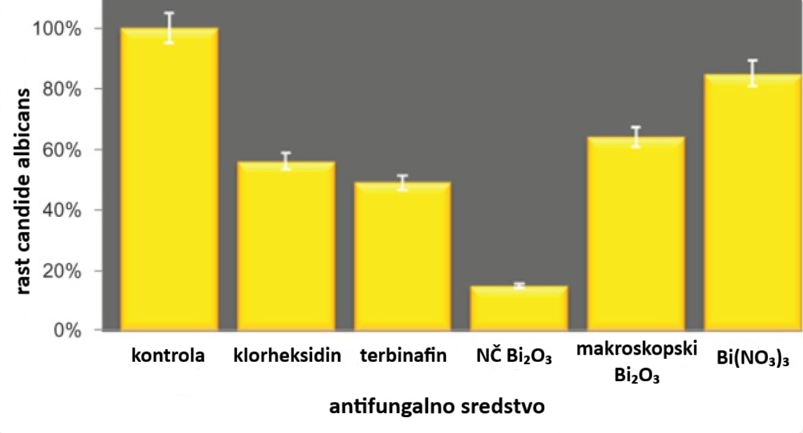 100%
80%
60%
40%
20%
0%
rast candide albicans
kontrola
klorheksidin
terbinafin
NČ Bi₂O₃
makroskopski
Bi₂O₃
Bi(NO₃)₃
antifungalno sredstvo